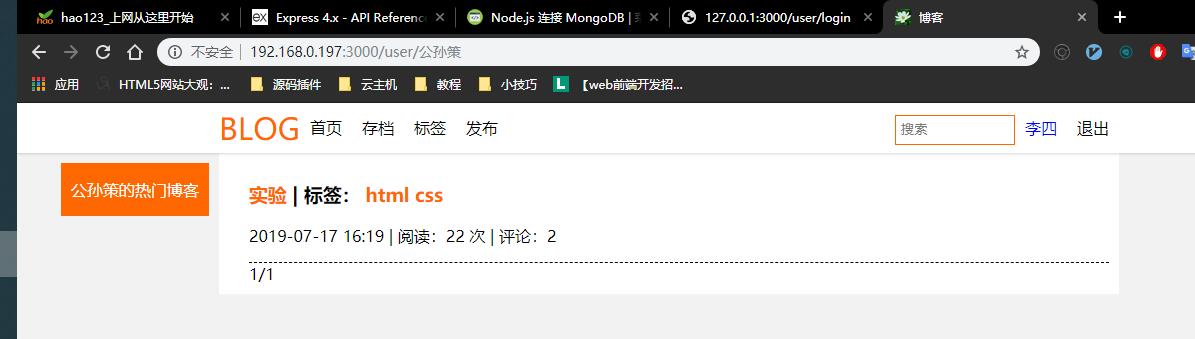 hao123_上网从这里开始
Express 4.x - API Reference
Node.js 连接 MongoDB |
127.0.0.1:3000/user/login
博客
不安全 | 192.168.0.197:3000/user/公孙策
应用
HTML5网站大观：...
源码插件
云主机
教程
小技巧
L
【web前端开发招...
BLOG 首页 存档 标签 发布
搜索 李四 退出
公孙策的热门博客
实验 | 标签： html css
2019-07-17 16:19 | 阅读：22 次 | 评论：2
1/1